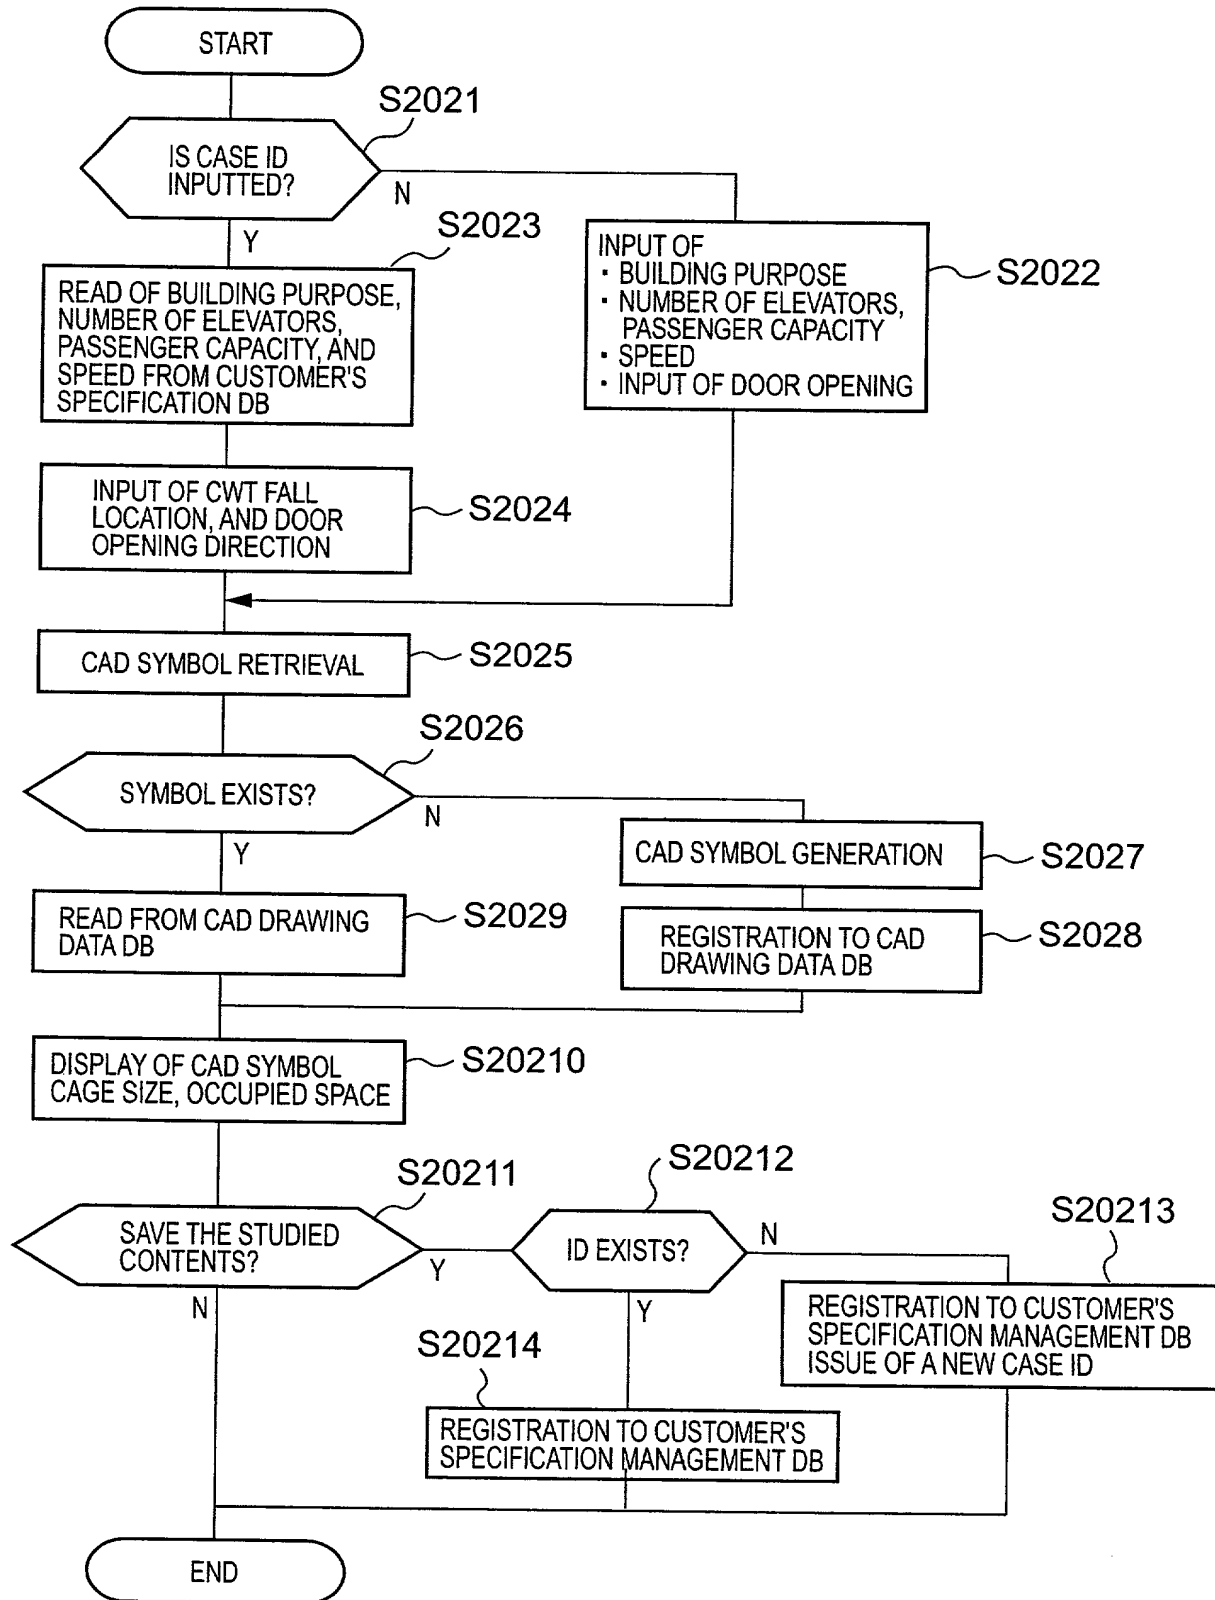 START
S2021
IS CASE ID
INPUTTED?
N
Y
S2023
READ OF BUILDING PURPOSE,
NUMBER OF ELEVATORS,
PASSENGER CAPACITY, AND
SPEED FROM CUSTOMER'S
SPECIFICATION DB
INPUT OF
・BUILDING PURPOSE
・NUMBER OF ELEVATORS,
PASSENGER CAPACITY
・SPEED
・INPUT OF DOOR OPENING
S2022
INPUT OF CWT FALL
LOCATION, AND DOOR
OPENING DIRECTION
S2024
CAD SYMBOL RETRIEVAL
S2025
S2026
SYMBOL EXISTS?
N
Y
CAD SYMBOL GENERATION
S2027
READ FROM CAD DRAWING
DATA DB
S2029
REGISTRATION TO CAD
DRAWING DATA DB
S2028
DISPLAY OF CAD SYMBOL
CAGE SIZE, OCCUPIED SPACE
S20210
S20211
SAVE THE STUDIED
CONTENTS?
Y
N
S20212
ID EXISTS?
N
Y
S20213
REGISTRATION TO CUSTOMER'S
SPECIFICATION MANAGEMENT DB
ISSUE OF A NEW CASE ID
S20214
REGISTRATION TO CUSTOMER'S
SPECIFICATION MANAGEMENT DB
END